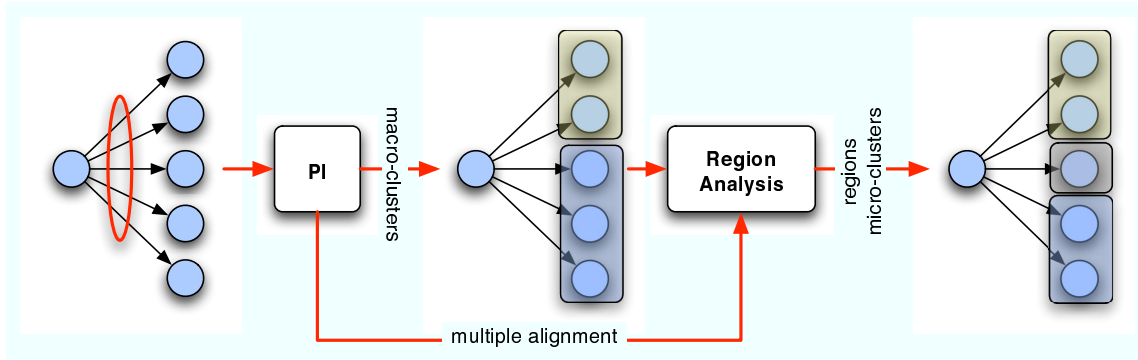 PI
macro-clusters
Region
Analysis
regions
micro-clusters
multiple alignment